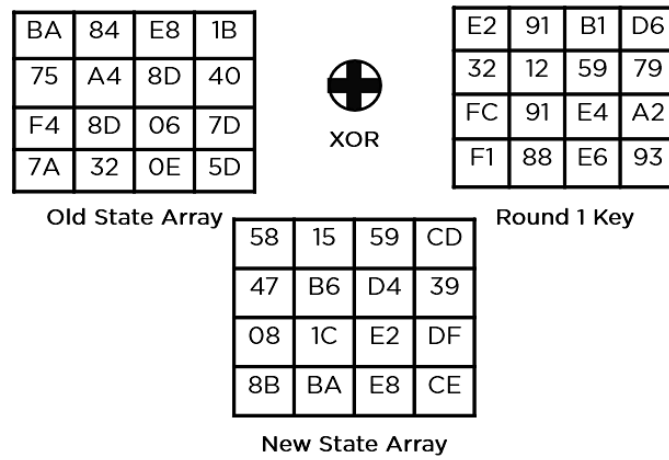 BA 84 E8 1B
75 A4 8D 40
F4 8D 06 7D
7A 32 0E 5D
Old State Array
XOR
E2 91 B1 D6
32 12 59 79
FC 91 E4 A2
F1 88 E6 93
Round 1 Key
58 15 59 CD
47 B6 D4 39
08 1C E2 DF
8B BA E8 CE
New State Array